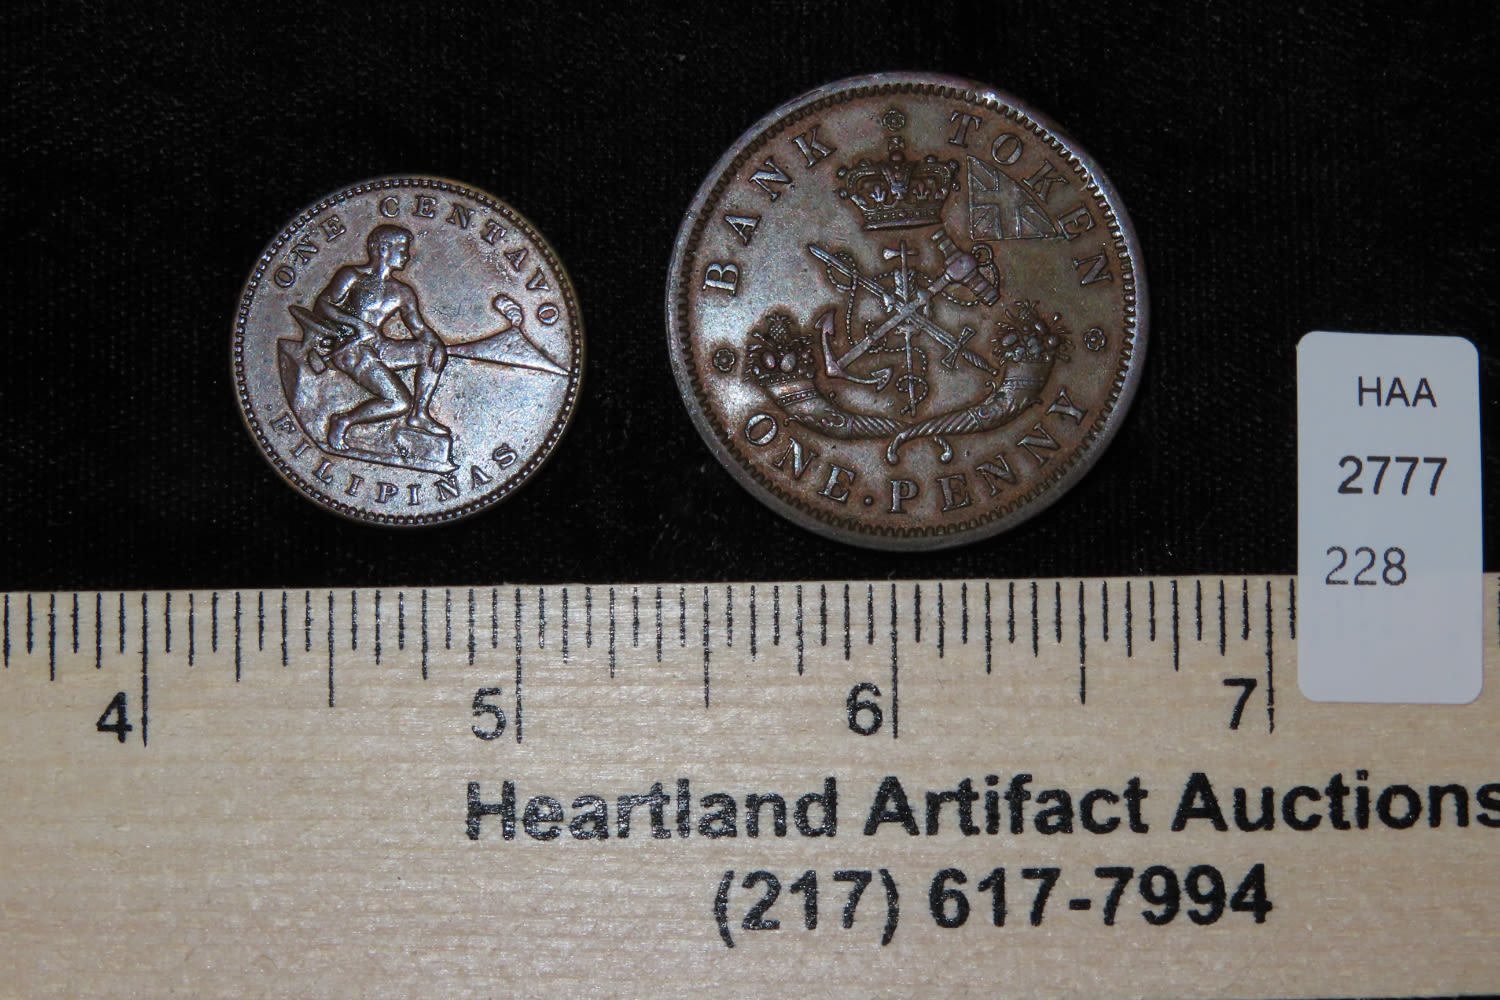 ONE CENTAVO
FILIPINAS
BANK TOKEN
ONE · PENNY
HAA
2777
228
4 5 6 7
Heartland Artifact Auctions
(217) 617-7994